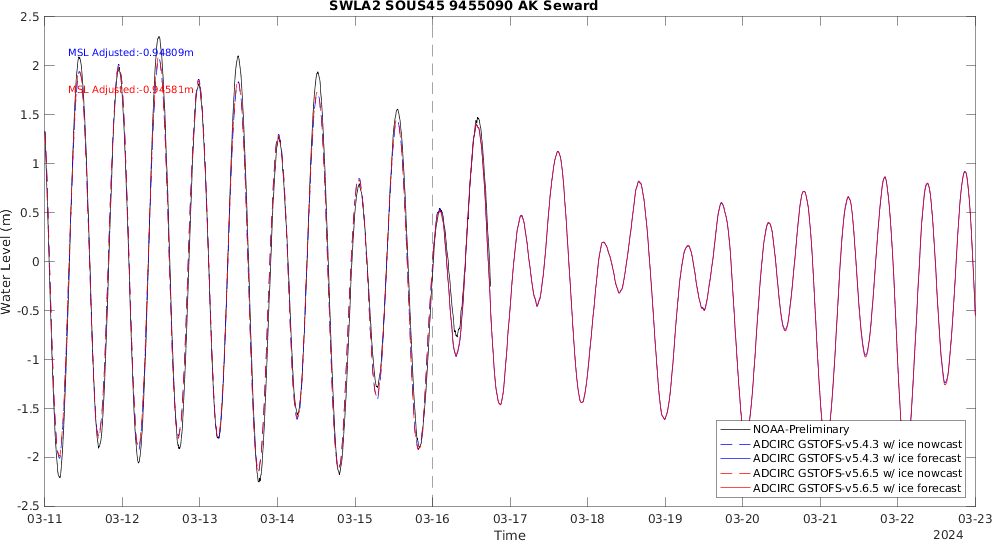 SWLA2 SOUS45 9455090 AK Seward
2.5
2
1.5
1
0.5
0
-0.5
-1
-1.5
-2
-2.5
Water Level (m)
MSL Adjusted:-0.94809m
MSL Adjusted:-0.94581m
NOAA-Preliminary
ADCIRC GSTOFS-v5.4.3 w/ ice nowcast
ADCIRC GSTOFS-v5.4.3 w/ ice forecast
ADCIRC GSTOFS-v5.6.5 w/ ice nowcast
ADCIRC GSTOFS-v5.6.5 w/ ice forecast
03-11 03-12 03-13 03-14 03-15 03-16 03-17 03-18 03-19 03-20 03-21 03-22 03-23
Time
2024